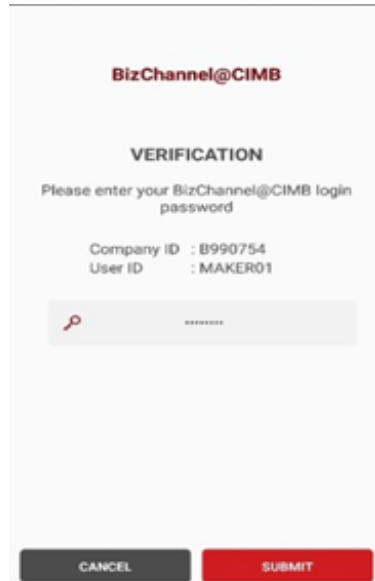 BizChannel@CIMB
VERIFICATION
Please enter your BizChannel@CIMB login
password
Company ID : B990754
User ID : MAKER01
········
CANCEL
SUBMIT